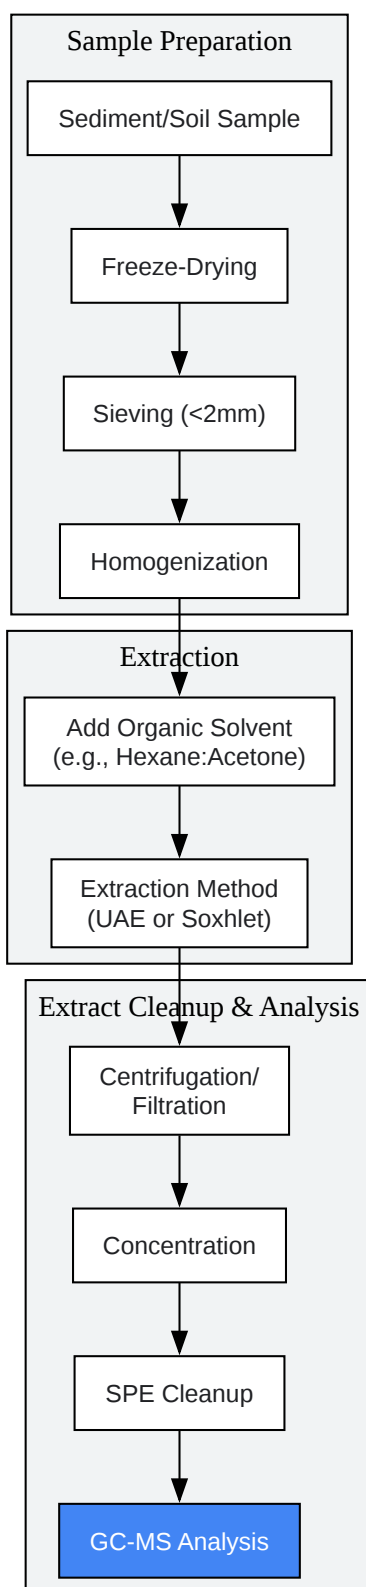 Sample Preparation
Sediment/Soil Sample
Freeze-Drying
Sieving (<2mm)
Homogenization
Extraction
Add Organic Solvent
(e.g., Hexane:Acetone)
Extraction Method
(UAE or Soxhlet)
Extract Cleanup & Analysis
Centrifugation/
Filtration
Concentration
SPE Cleanup
GC-MS Analysis